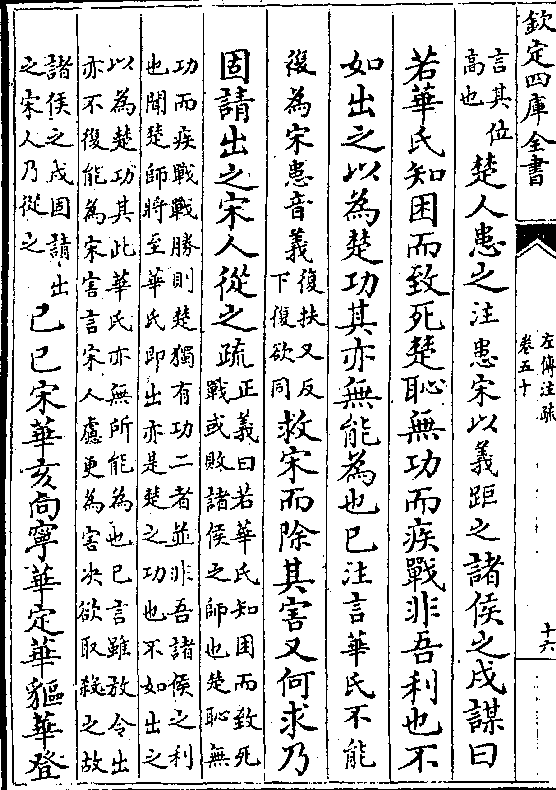 欽定四庫全書
左傳注疏
卷五十
十六
言其位
高也
楚人患之注患宋以義距之諸侯之戍謀曰
若華氏知困而致死楚恥無功而疾戰非吾利也不
如出之以為楚功其亦無能為也已注言華氏不能
復為宋患音義
復扶又反
下復欲同
救宋而除其害又何求乃
固請出之宋人從之疏
正義曰若華氏知困而致死
戰或敗諸侯之師也楚恥無
功而疾戰戰勝則楚獨有功二者並非吾諸侯之利
也聞楚師將至華氏即出亦是楚之功也不如出之
以為楚功其此華氏亦無所能為也已言雖放令出
亦不復能為宋害言宋人慮更為害決欲取殺之故
諸侯之戍固請出
之宋人乃從之
己巳宋華亥向寧華定華貙華登